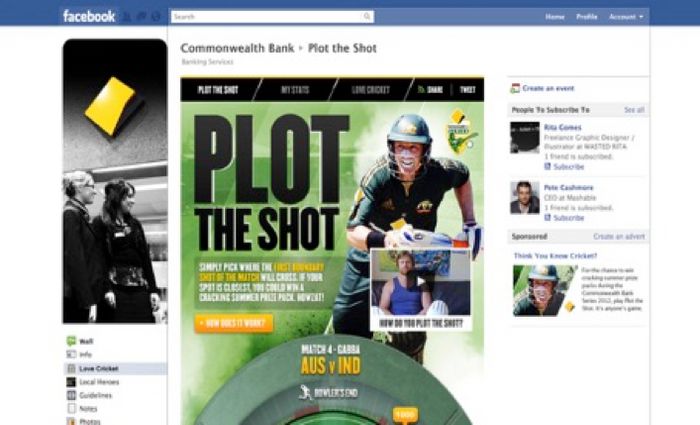 facebook
Search
Home Profile Account
Commonwealth Bank ▸ Plot the Shot
Banking Services
PLOT THE SHOT
MY STATS
LOVE CRICKET
SHARE
TWEET
PLOT
THE SHOT
SIMPLY PICK WHERE THE FIRST BOUNDARY
SHOT OF THE MATCH WILL CROSS. IF YOUR
SPOT IS CLOSEST, YOU COULD WIN A
CRACKING SUMMER PRIZE PACK. HOWZAT!
HOW DOES IT WORK?
HOW DO YOU PLOT THE SHOT?
MATCH 4 - GABBA
AUS v IND
BOWLER'S END
1000
Wall
Info
Love Cricket
Local Heroes
Guidelines
Notes
Photos
Create an event
People To Subscribe To See all
Rita Gomes
Freelance Graphic Designer /
Illustrator at WASTED RITA
1 friend is subscribed.
Subscribe
Pete Cashmore
CEO at Mashable
1 friend is subscribed.
Subscribe
Sponsored Create an advert
Think You Know Cricket?
For the chance to win
cracking summer prize
packs during the
Commonwealth Bank
Series 2012, play Plot the
Shot. It's anyone's game.